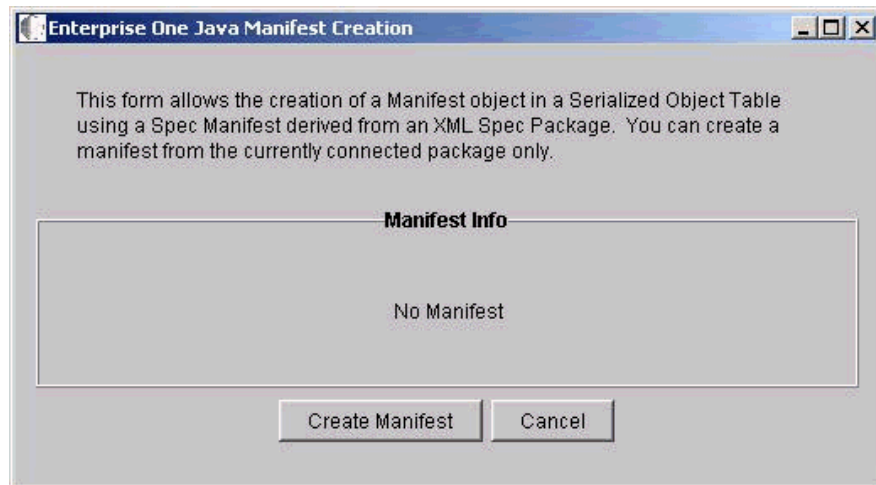 Enterprise One Java Manifest Creation
This form allows the creation of a Manifest object in a Serialized Object Table
using a Spec Manifest derived from an XML Spec Package.  You can create a
manifest from the currently connected package only.
Manifest Info
No Manifest
Create Manifest
Cancel